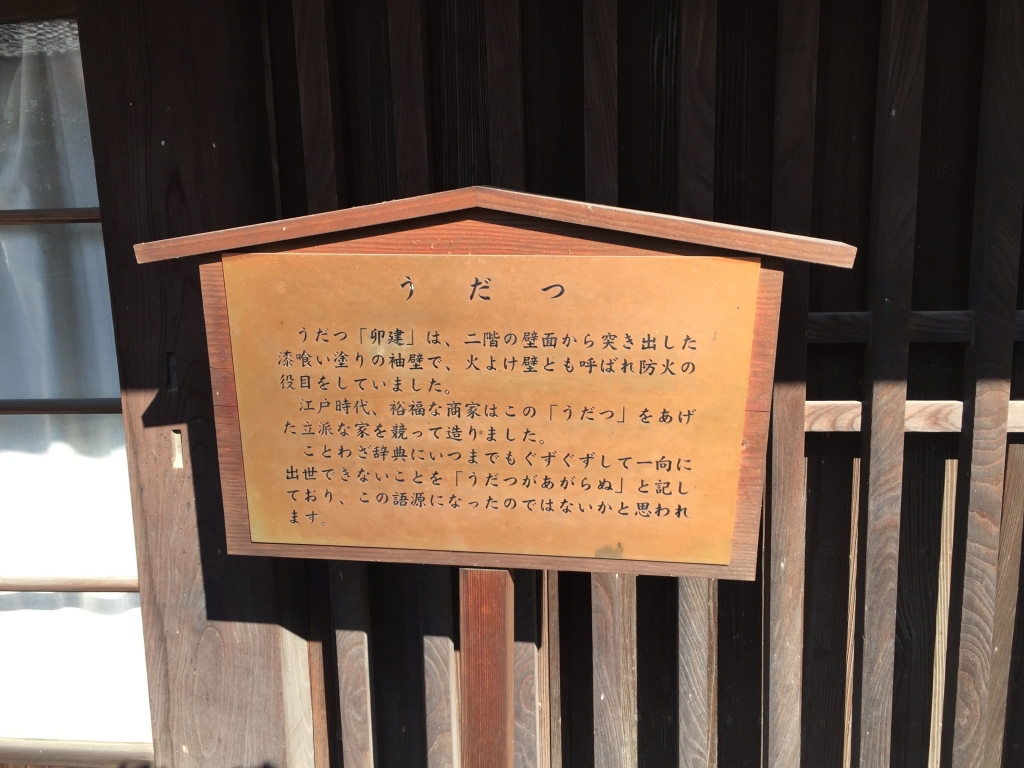 うだつ
うだつ「卯建」は、二階の壁面から突き出した
漆喰い塗りの袖壁で、火よけ壁とも呼ばれ防火の
役目をしていました。
江戸時代、裕福な商家はこの「うだつ」をあげ
た立派な家を競って造りました。
ことわざ辞典にいつまでもぐずぐずして一向に
出世できないことを「うだつがあがらぬ」と記し
ており、この語源になったのではないかと思われ
ます。